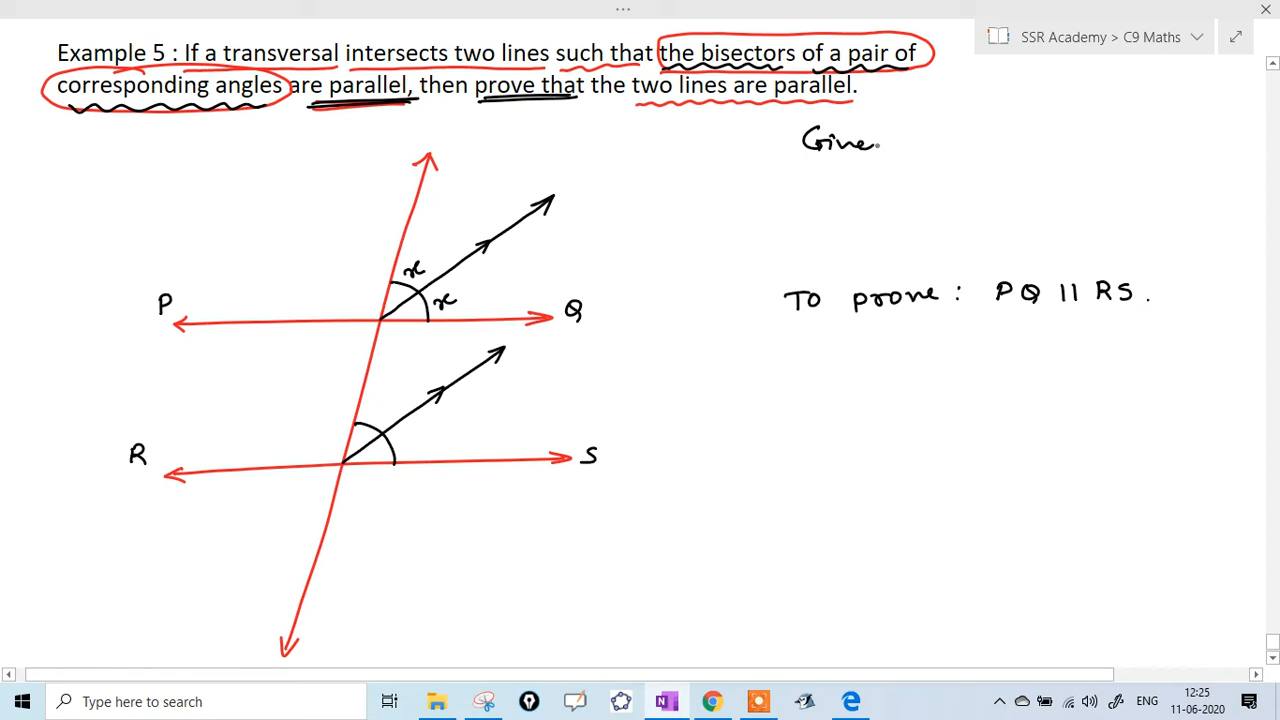 ...
SSR Academy > C9 Maths
Example 5 : If a transversal intersects two lines such that the bisectors of a pair of
corresponding angles are parallel, then prove that the two lines are parallel.
Give
x
P
x
Q
To prove : PQ || RS.
R
S
Type here to search
ENG
12:25
11-06-2020